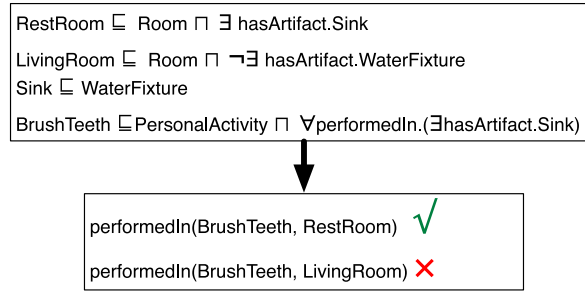 RestRoom ⊑ Room ⊓ ∃ hasArtifact.Sink
LivingRoom ⊑ Room ⊓ ¬∃ hasArtifact.WaterFixture
Sink ⊑ WaterFixture
BrushTeeth ⊑PersonalActivity ⊓ ∀performedIn.(∃hasArtifact.Sink)
performedIn(BrushTeeth, RestRoom) √
performedIn(BrushTeeth, LivingRoom) ✕